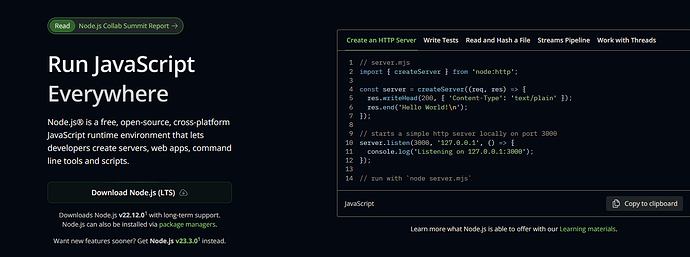 Read Node.js Collab Summit Report →
Run JavaScript
Everywhere
Node.js® is a free, open-source, cross-platform
JavaScript runtime environment that lets
developers create servers, web apps, command
line tools and scripts.
Download Node.js (LTS)
Downloads Node.js v22.12.0¹ with long-term support.
Node.js can also be installed via package managers.
Want new features sooner? Get Node.js v23.3.0¹ instead.
Create an HTTP Server Write Tests Read and Hash a File Streams Pipeline Work with Threads
1 // server.mjs
2 import { createServer } from 'node:http';
3
4 const server = createServer((req, res) => {
5   res.writeHead(200, { 'Content-Type': 'text/plain' });
6   res.end('Hello World!\n');
7 });
8
9 // starts a simple http server locally on port 3000
10 server.listen(3000, '127.0.0.1', () => {
11   console.log('Listening on 127.0.0.1:3000');
12 });
13
14 // run with `node server.mjs`
JavaScript Copy to clipboard
Learn more what Node.js is able to offer with our Learning materials.